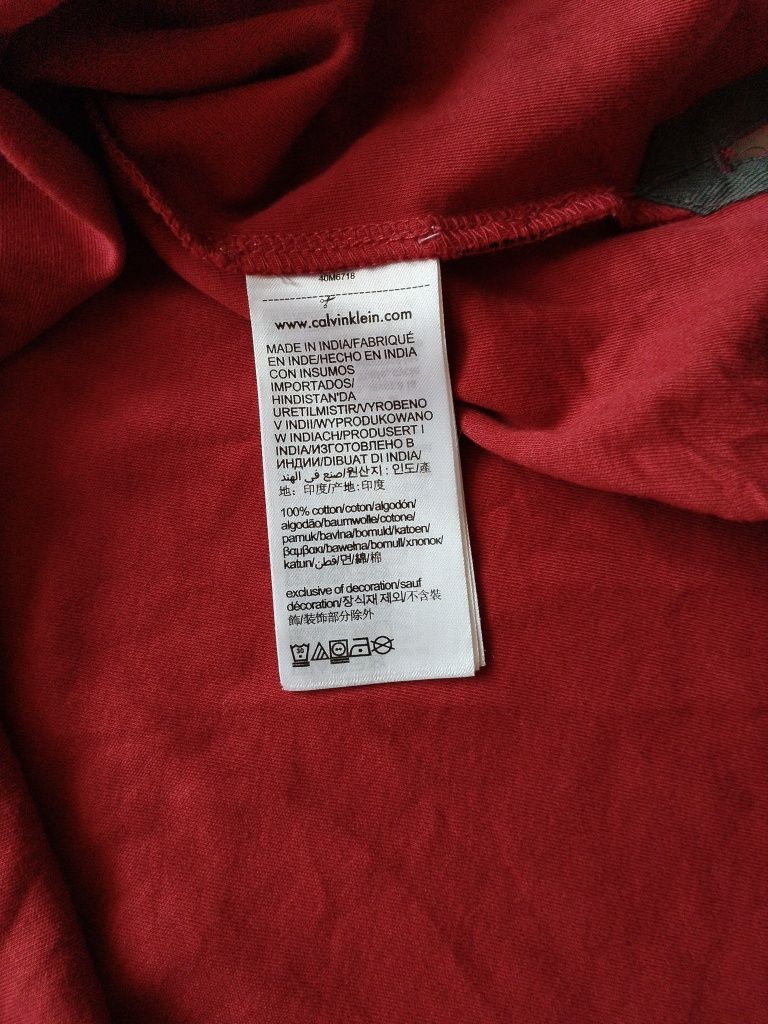 40M6718
www.calvinklein.com
MADE IN INDIA/FABRIQUÉ
EN INDE/HECHO EN INDIA
CON INSUMOS
IMPORTADOS/
HINDISTAN'DA
URETILMISTIR/VYROBENO
V INDII/WYPRODUKOWANO
W INDIACH/PRODUSERT I
INDIA/ИЗГОТОВЛЕНО В
ИНДИИ/DIBUAT DI INDIA/
صنع في الهند/원산지 : 인도/產
地：印度/产地:印度
100% cotton/coton/algodón/
algodão/baumwolle/cotone/
pamuk/bavlna/bomuld/katoen/
βαμβακι/bawełna/bomull/хлопок/
katun/قطن/면/綿/棉
exclusive of decoration/sauf
décoration/장식재 제외/不含裝
飾/装饰部分除外
30